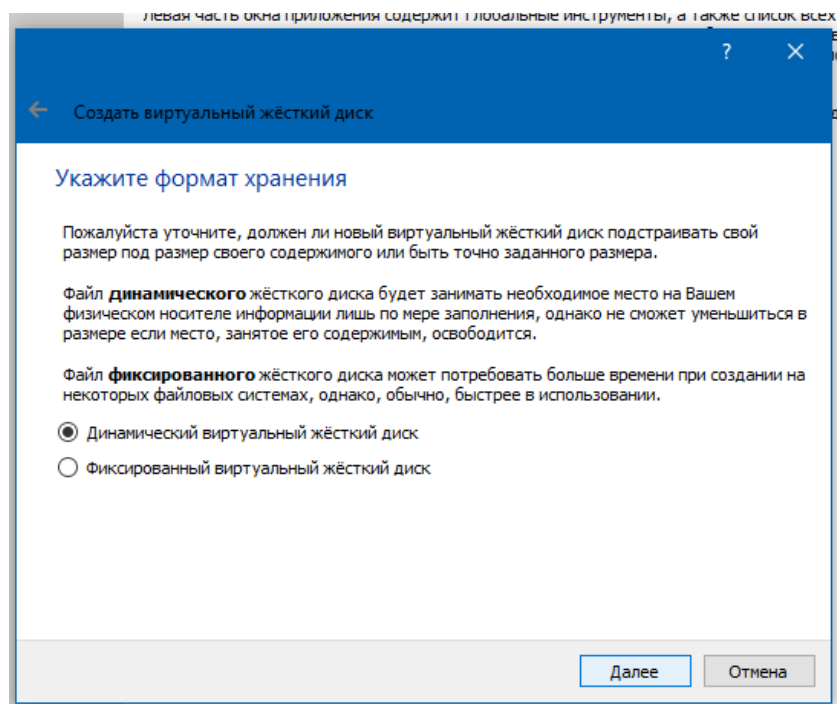 левая часть окна приложения содержит Глобальные инструменты, а также список всех
?
Создать виртуальный жёсткий диск
Укажите формат хранения
Пожалуйста уточните, должен ли новый виртуальный жёсткий диск подстраивать свой
размер под размер своего содержимого или быть точно заданного размера.
Файл динамического жёсткого диска будет занимать необходимое место на Вашем
физическом носителе информации лишь по мере заполнения, однако не сможет уменьшиться в
размере если место, занятое его содержимым, освободится.
Файл фиксированного жёсткого диска может потребовать больше времени при создании на
некоторых файловых системах, однако, обычно, быстрее в использовании.
Динамический виртуальный жёсткий диск
Фиксированный виртуальный жёсткий диск
Далее
Отмена